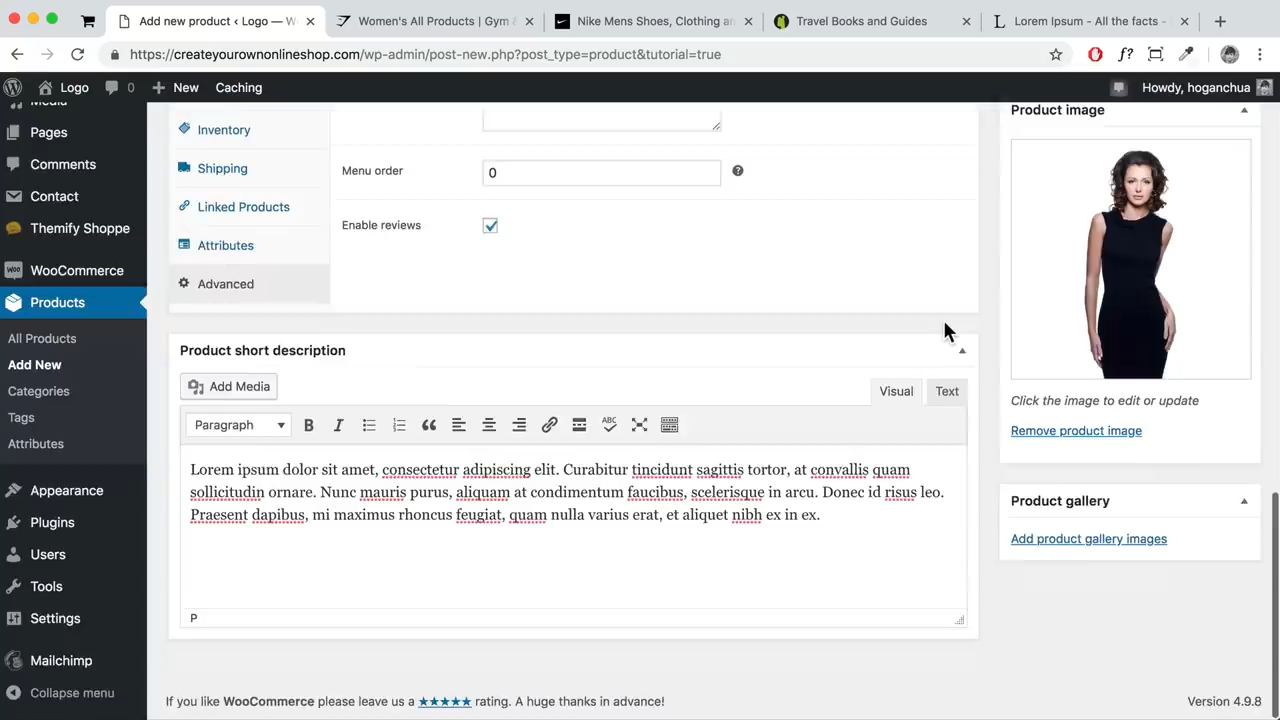 Add new product ‹ Logo — W
Women's All Products | Gym &
Nike Mens Shoes, Clothing an
Travel Books and Guides
Lorem Ipsum - All the facts -
https://createyourownonlineshop.com/wp-admin/post-new.php?post_type=product&tutorial=true
f?
Logo
0
New
Caching
Howdy, hoganchua
Media
Pages
Comments
Contact
Themify Shoppe
WooCommerce
Products
All Products
Add New
Categories
Tags
Attributes
Appearance
Plugins
Users
Tools
Settings
Mailchimp
Collapse menu
Inventory
Shipping
Linked Products
Attributes
Advanced
Menu order
0
Enable reviews
Product short description
Add Media
Visual
Text
Paragraph
B
I
ABC
Lorem ipsum dolor sit amet, consectetur adipiscing elit. Curabitur tincidunt sagittis tortor, at convallis quam
sollicitudin ornare. Nunc mauris purus, aliquam at condimentum faucibus, scelerisque in arcu. Donec id risus leo.
Praesent dapibus, mi maximus rhoncus feugiat, quam nulla varius erat, et aliquet nibh ex in ex.
P
Product image
Click the image to edit or update
Remove product image
Product gallery
Add product gallery images
If you like WooCommerce please leave us a ★★★★★ rating. A huge thanks in advance!
Version 4.9.8